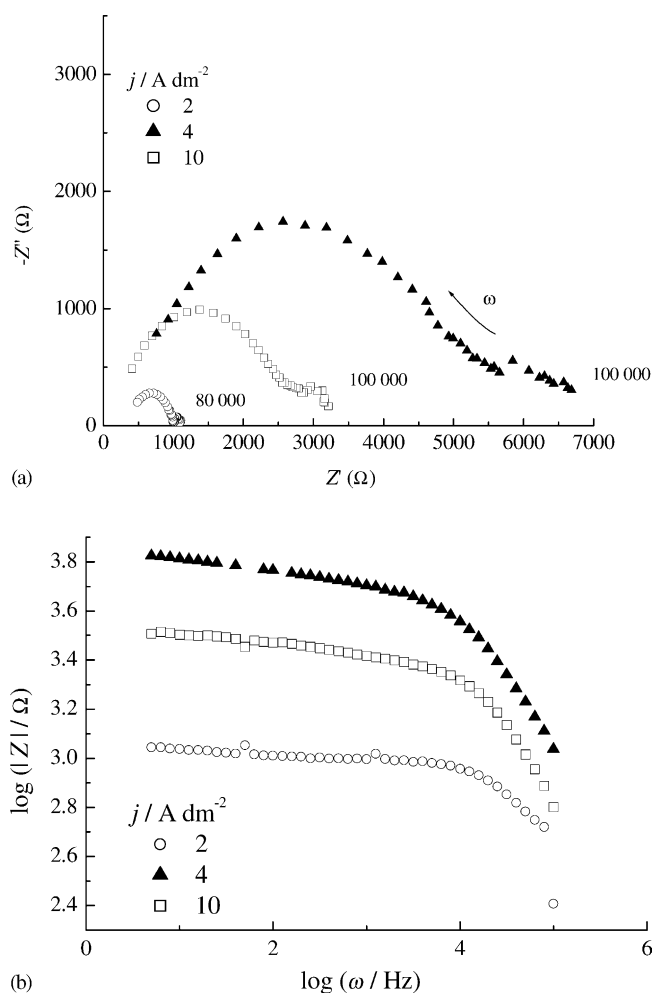 3000
j / A dm-2
2
4
10
-Z'' (Ω)
2000
1000
0
ω
80 000
100 000
100 000
0 1000 2000 3000 4000 5000 6000 7000
(a)
Z' (Ω)
3.8
3.6
3.4
3.2
3.0
2.8
2.6
2.4
log (|Z| / Ω)
j / A dm-2
2
4
10
0 2 4 6
(b)
log (ω / Hz)